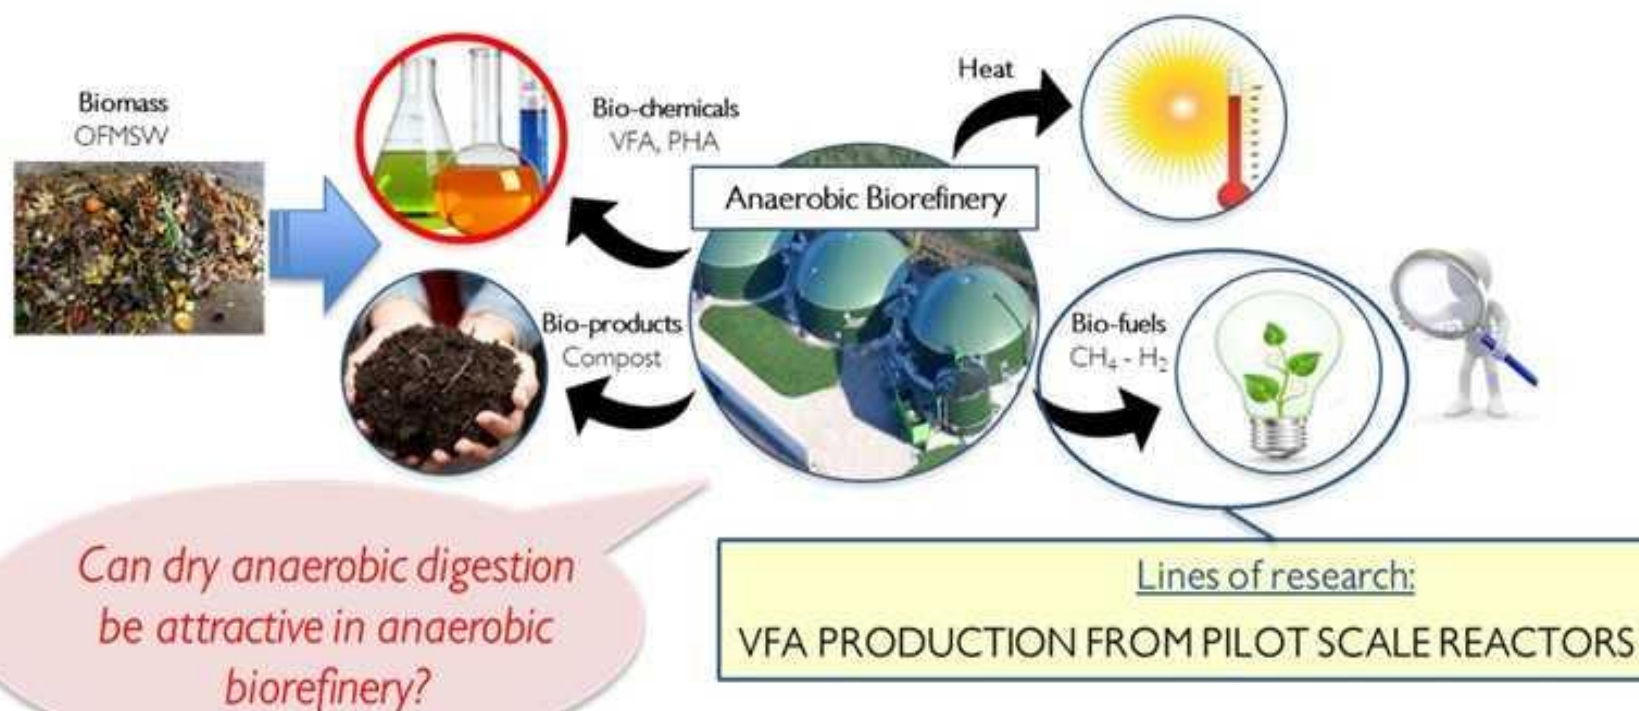 Biomass
OFMSW
Bio-chemicals
VFA, PHA
Heat
Anaerobic Biorefinery
Bio-products
Compost
Bio-fuels
CH₄ - H₂
Can dry anaerobic digestion
be attractive in anaerobic
biorefinery?
Lines of research:
VFA PRODUCTION FROM PILOT SCALE REACTORS